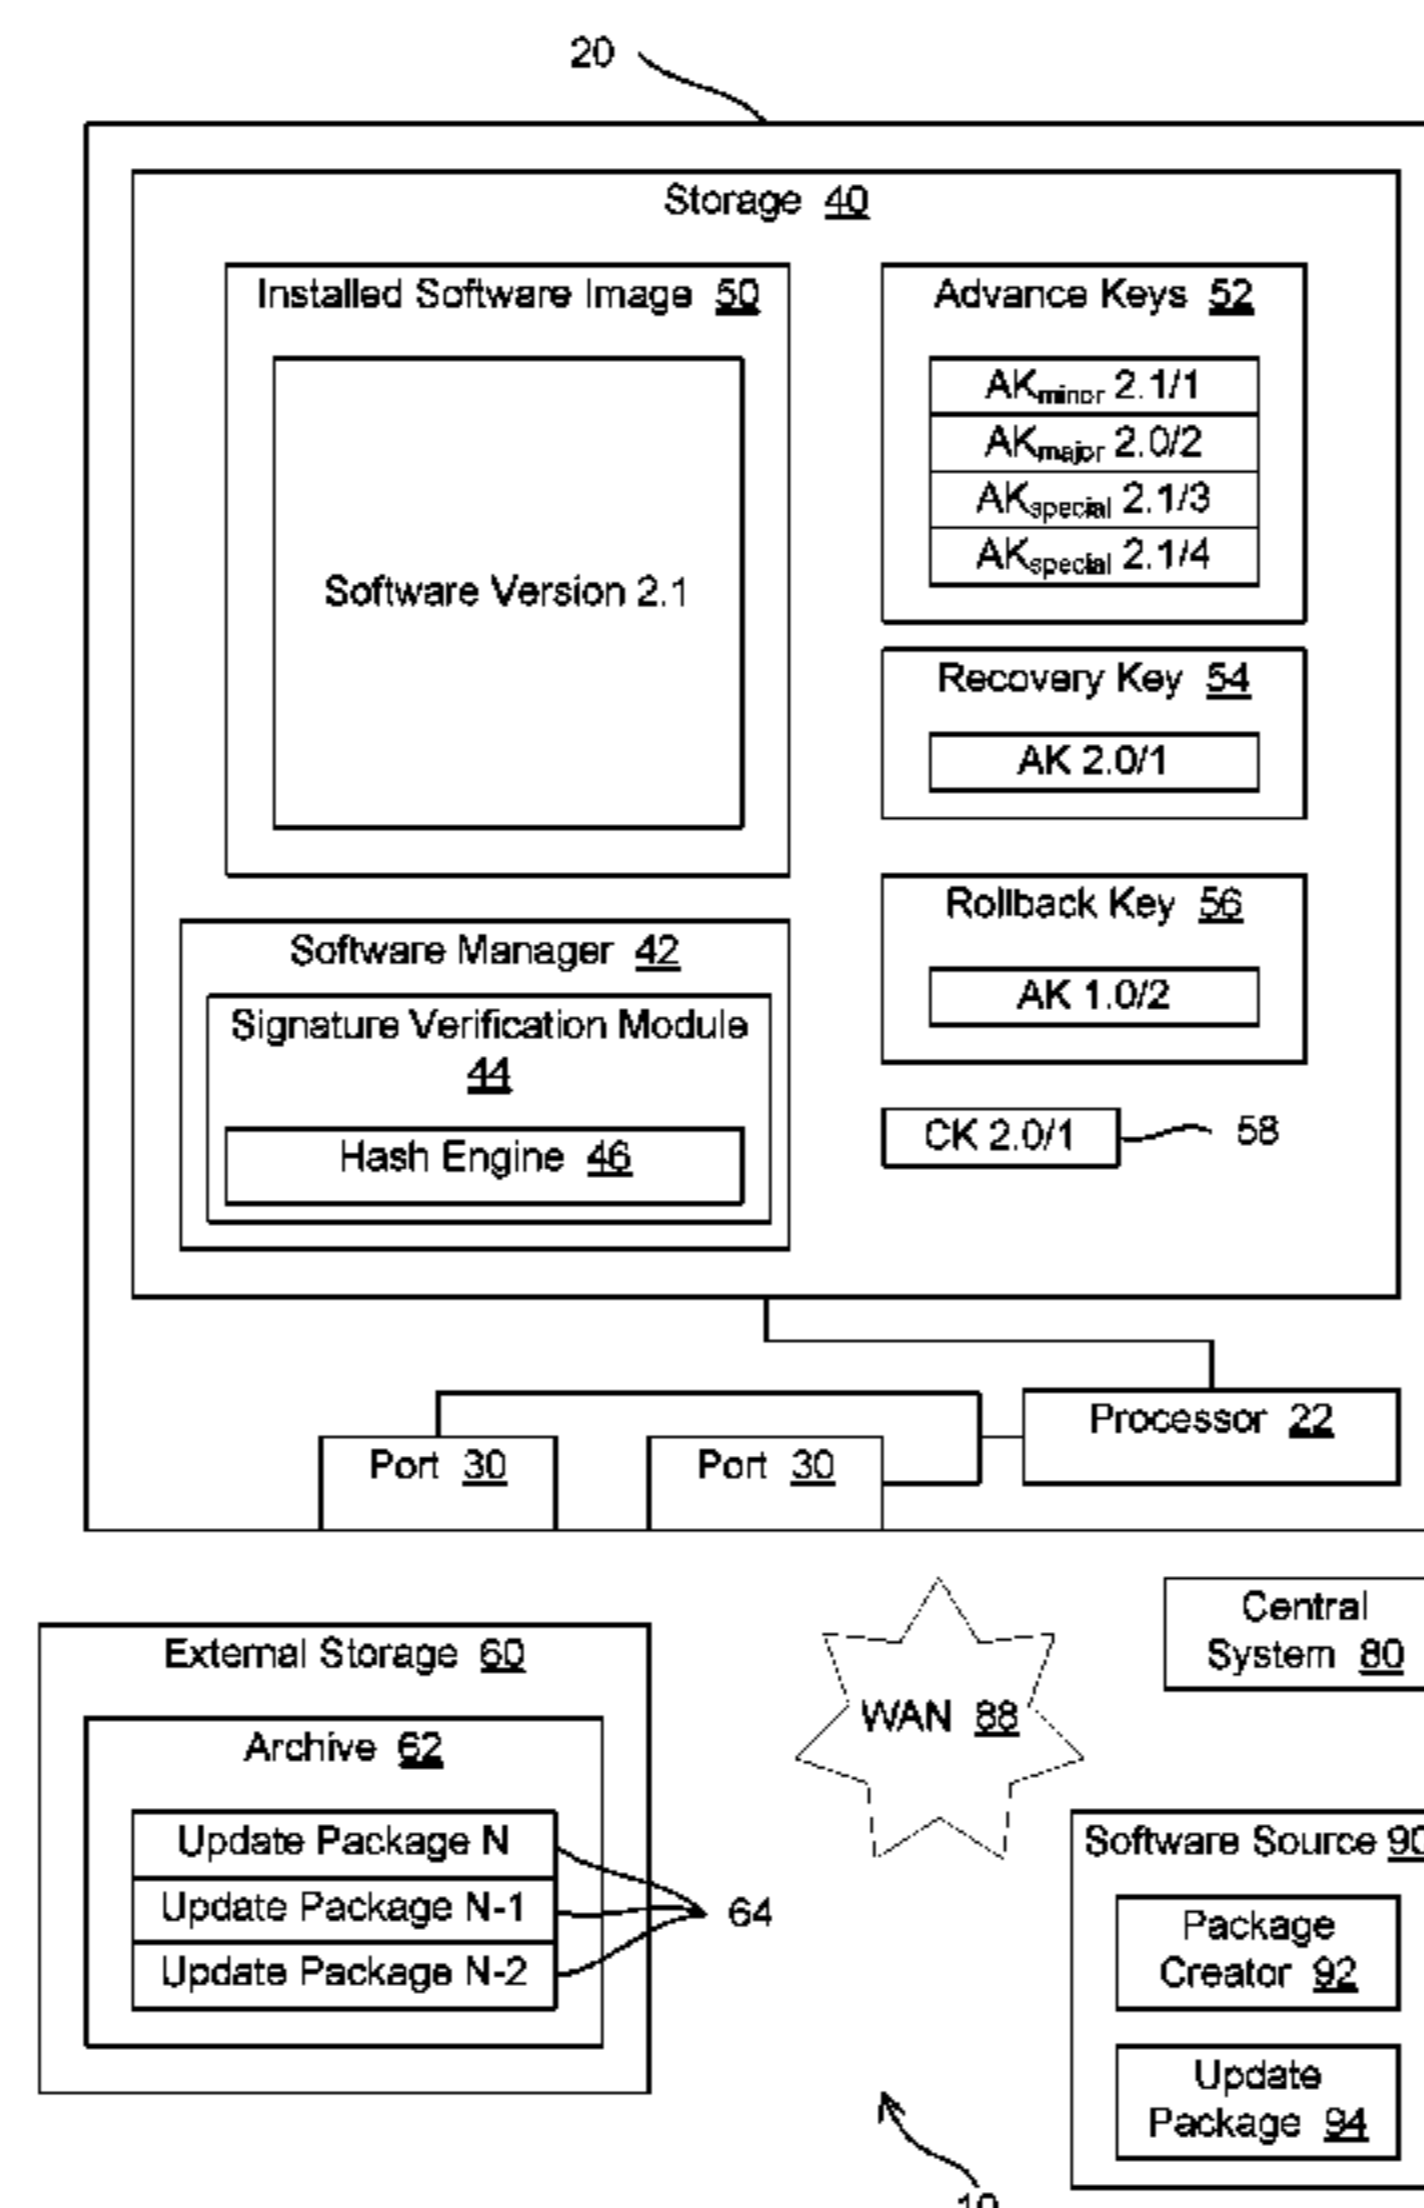 20
Storage 40
Installed Software Image 50
Software Version 2.1
Advance Keys 52
AKminor 2.1/1
AKmajor 2.0/2
AKspecial 2.1/3
AKspecial 2.1/4
Recovery Key 54
AK 2.0/1
Rollback Key 56
AK 1.0/2
CK 2.0/1
58
Software Manager 42
Signature Verification Module
44
Hash Engine 46
Processor 22
Port 30
Port 30
External Storage 60
Archive 62
Update Package N
Update Package N-1
Update Package N-2
64
WAN 88
Central
System 80
Software Source 90
Package
Creator 92
Update
Package 94